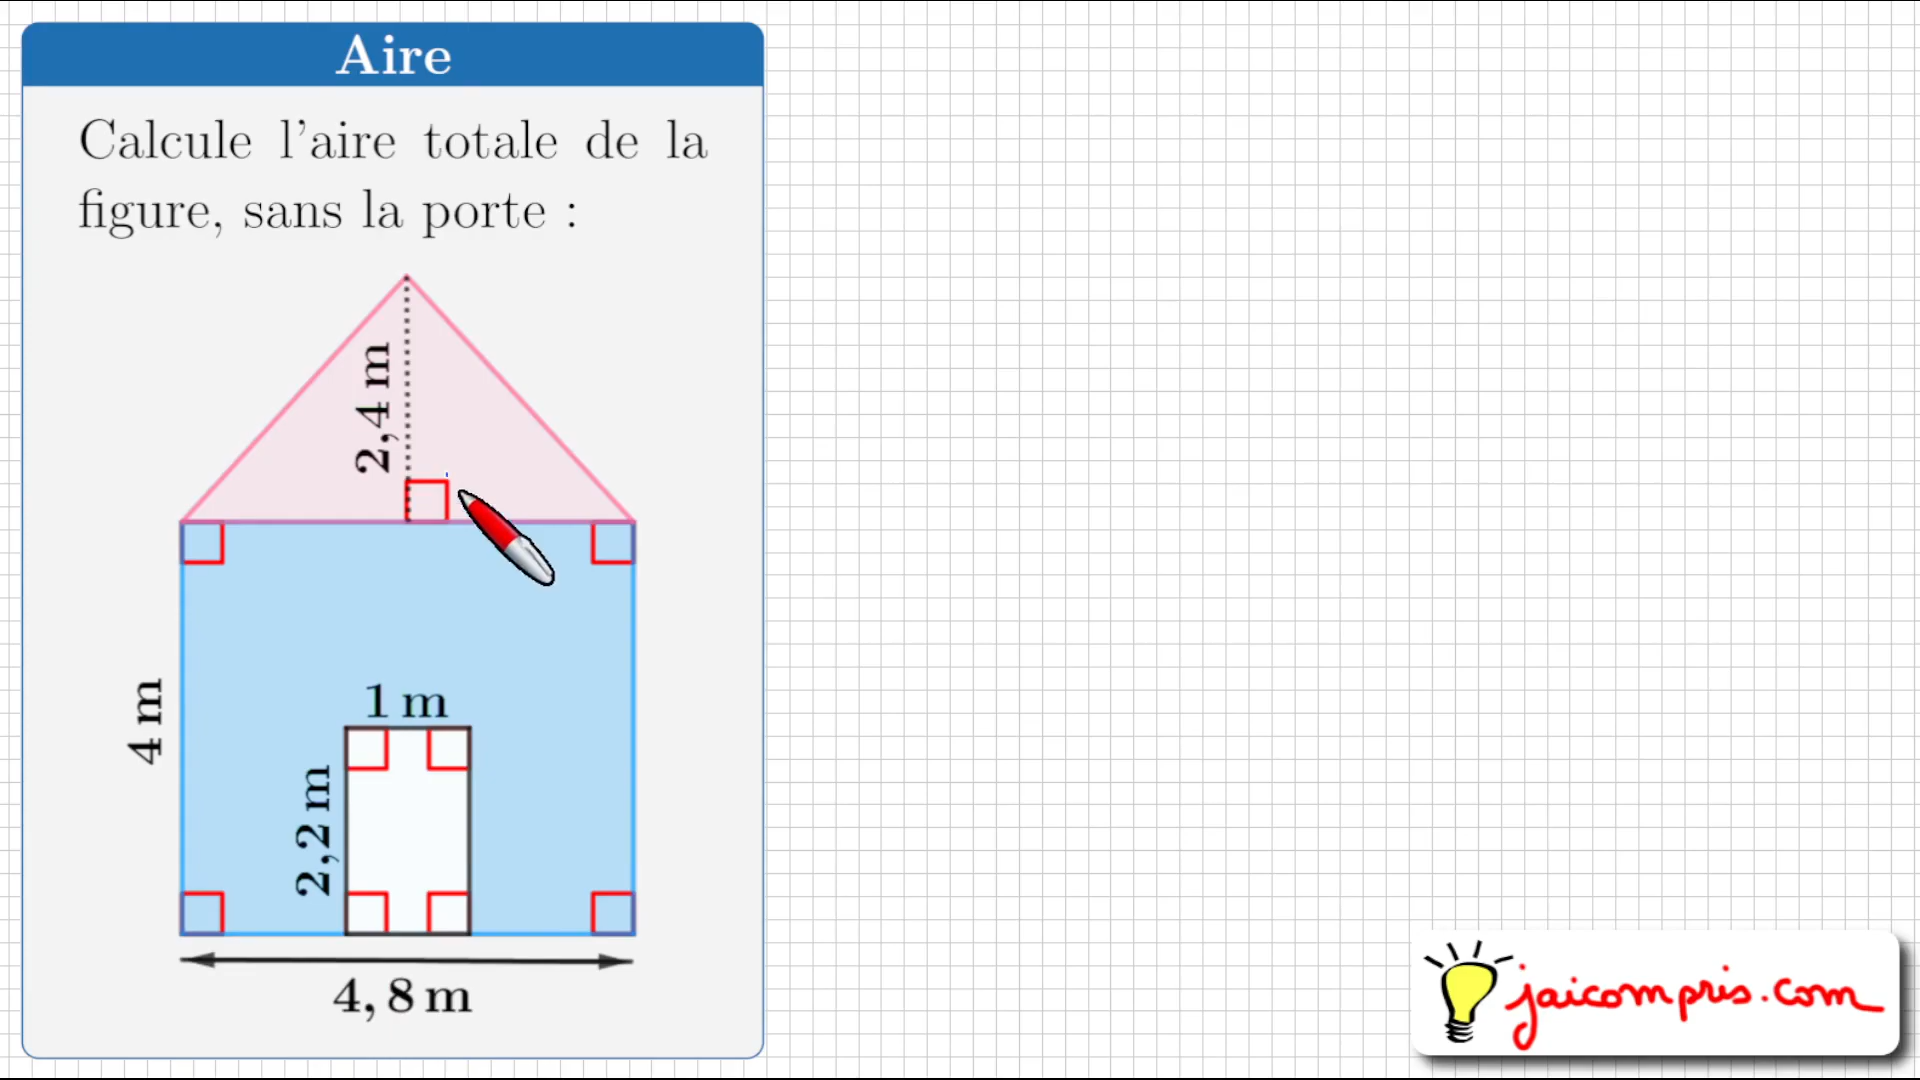 Aire
Calcule l'aire totale de la
figure, sans la porte :
2,4 m
4 m
1 m
2,2 m
4,8 m
jaicompris.com